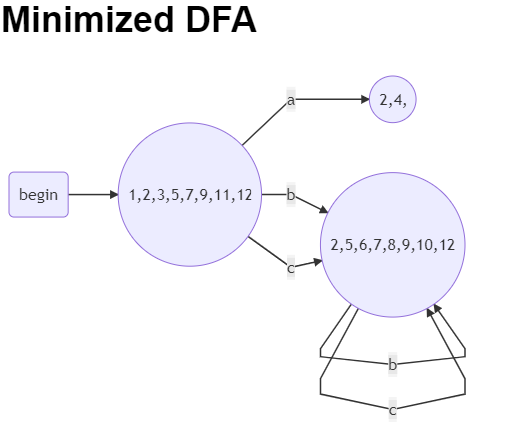 Minimized DFA
a
2,4,
begin
1,2,3,5,7,9,11,12
b
2,5,6,7,8,9,10,12
c
b
c